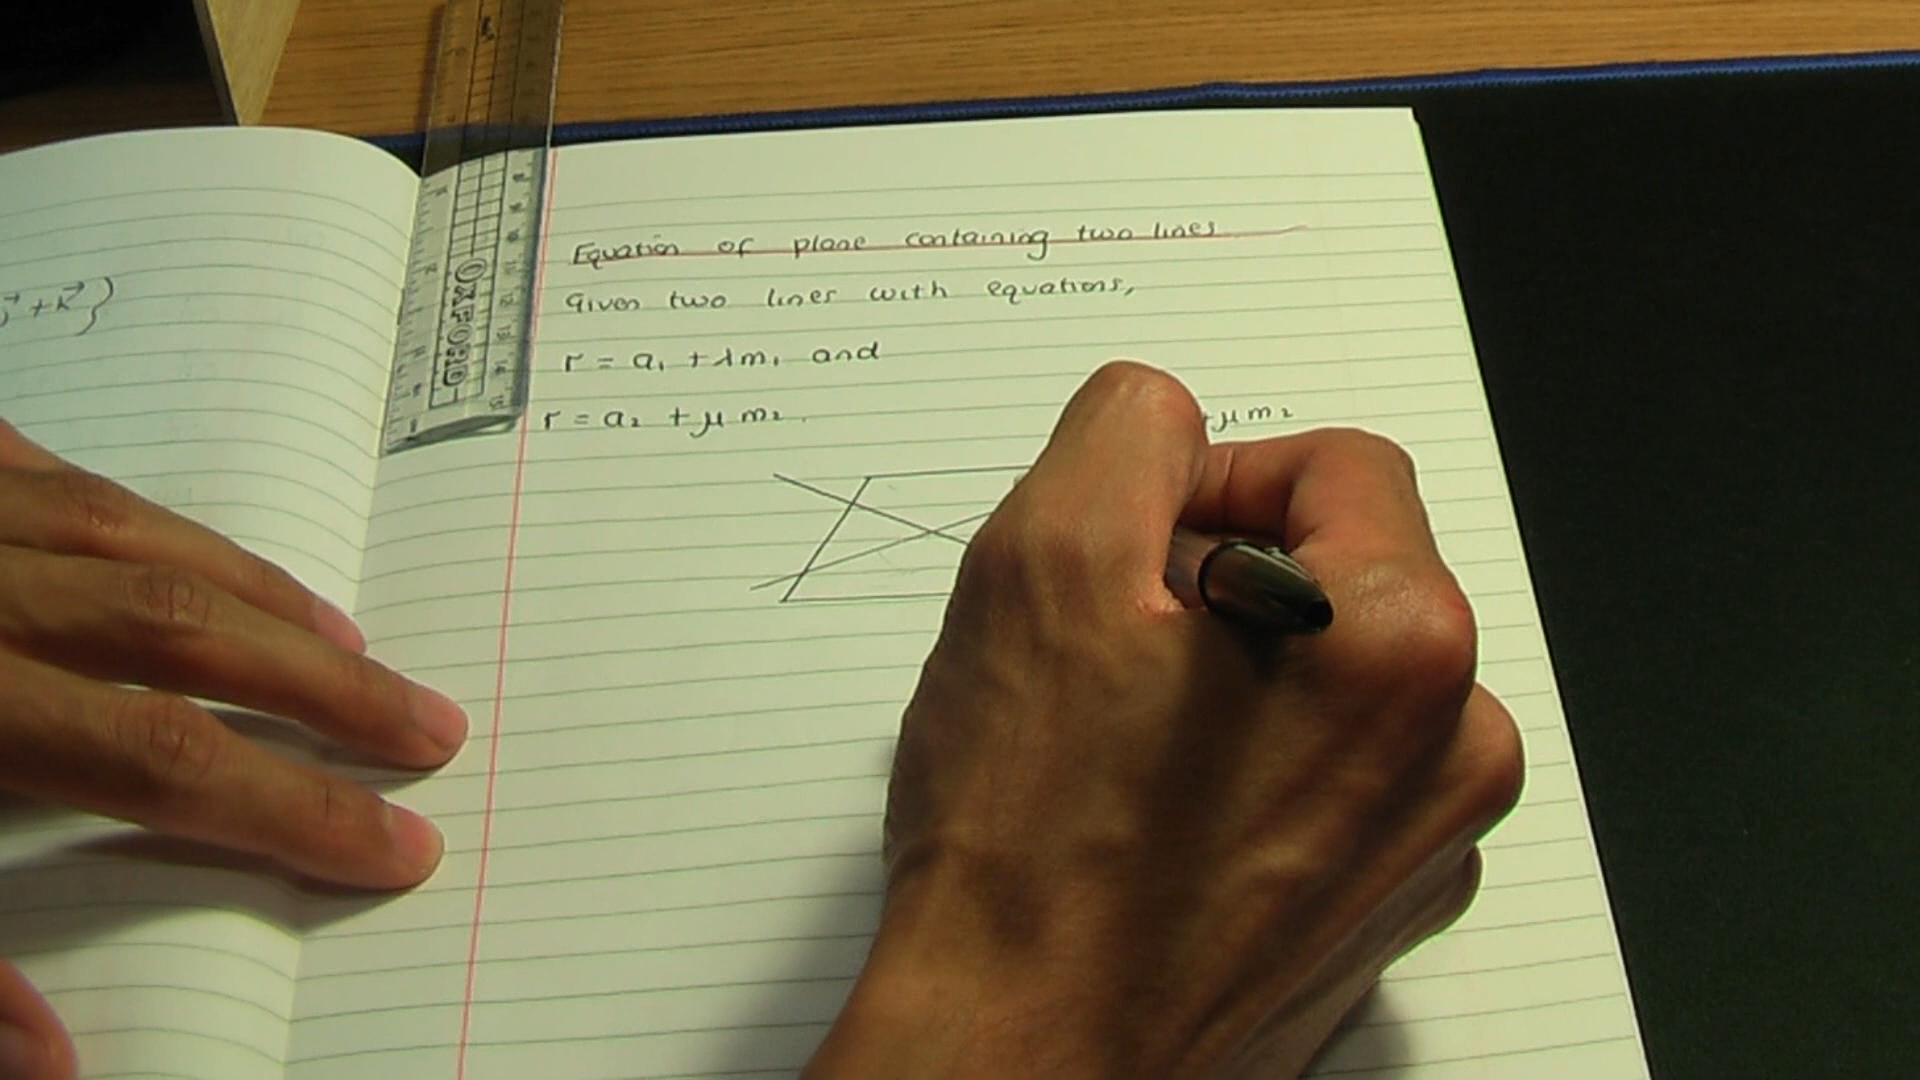 j⃗ + k⃗ }
OXFORD
Equation of plane containing two lines
Given two lines with equations,
r = a₁ + λm₁ and
r = a₂ + μm₂.
+ μm₂